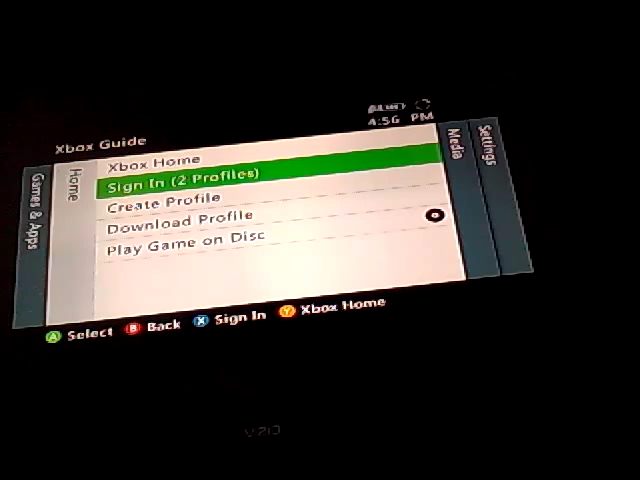 4:56 PM
Xbox Guide
Games & Apps
Home
Xbox Home
Sign In (2 Profiles)
Create Profile
Download Profile
Play Game on Disc
Media
Settings
A Select B Back X Sign In Y Xbox Home
VIZIO